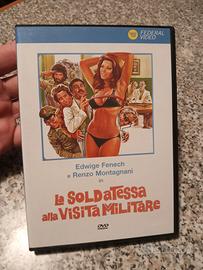 FEDERAL
VIDEO
Edwige Fenech
e Renzo Montagnani
in
La SOLDATESSA
alla VISITA MILITARE
DVD